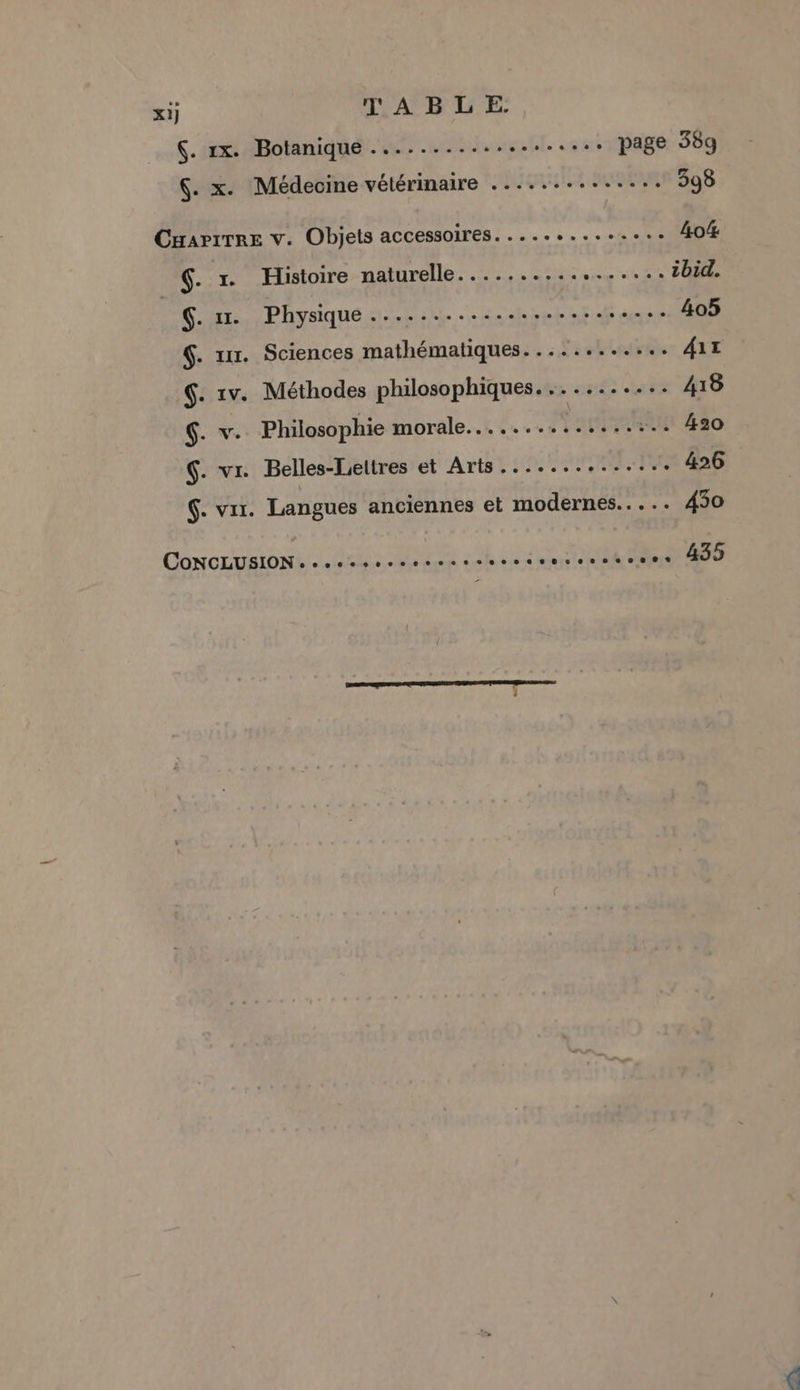 xij TABLE.
§. IX. Botanique .................... page 389
§. X. Médecine vétérinaire .............. 398
CHAPITRE V. Objets accessoires.............. 404
§. I. Histoire naturelle................. ibid.
§. II. Physique ......................... 405
§. III. Sciences mathématiques............ 411
§. IV. Méthodes philosophiques........... 418
§. V. Philosophie morale................ 420
§. VI. Belles-Lettres et Arts .............. 426
§. VII. Langues anciennes et modernes..... 430
CONCLUSION................................ 435